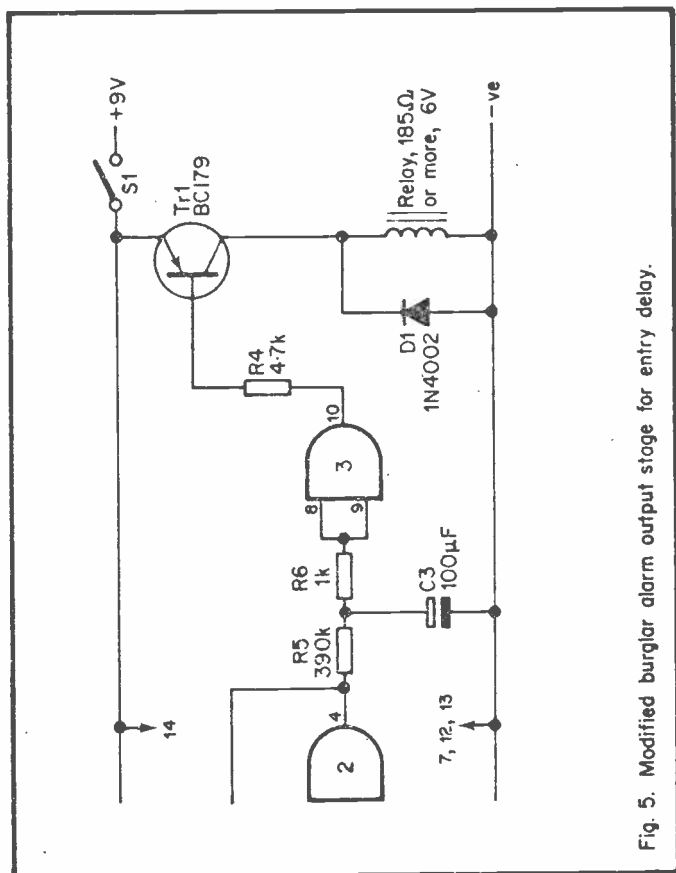 +9V
S1
Tr1
BC179
R4
4·7k
Relay, 185Ω
or more, 6V
D1
1N4002
-ve
10
3
8
9
R6
1k
R5
390k
C3
100µF
4
2
14
7, 12, 13
Fig. 5. Modified burglar alarm output stage for entry delay.